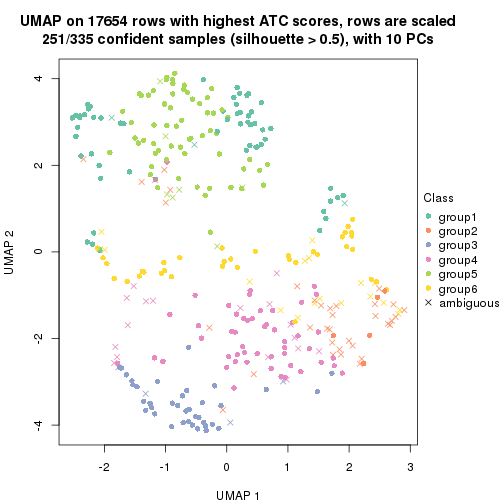 UMAP on 17654 rows with highest ATC scores, rows are scaled
251/335 confident samples (silhouette > 0.5), with 10 PCs
4
2
0
-2
-4
UMAP 2
-2
-1
0
1
2
3
UMAP 1
Class
group1
group2
group3
group4
group5
group6
ambiguous